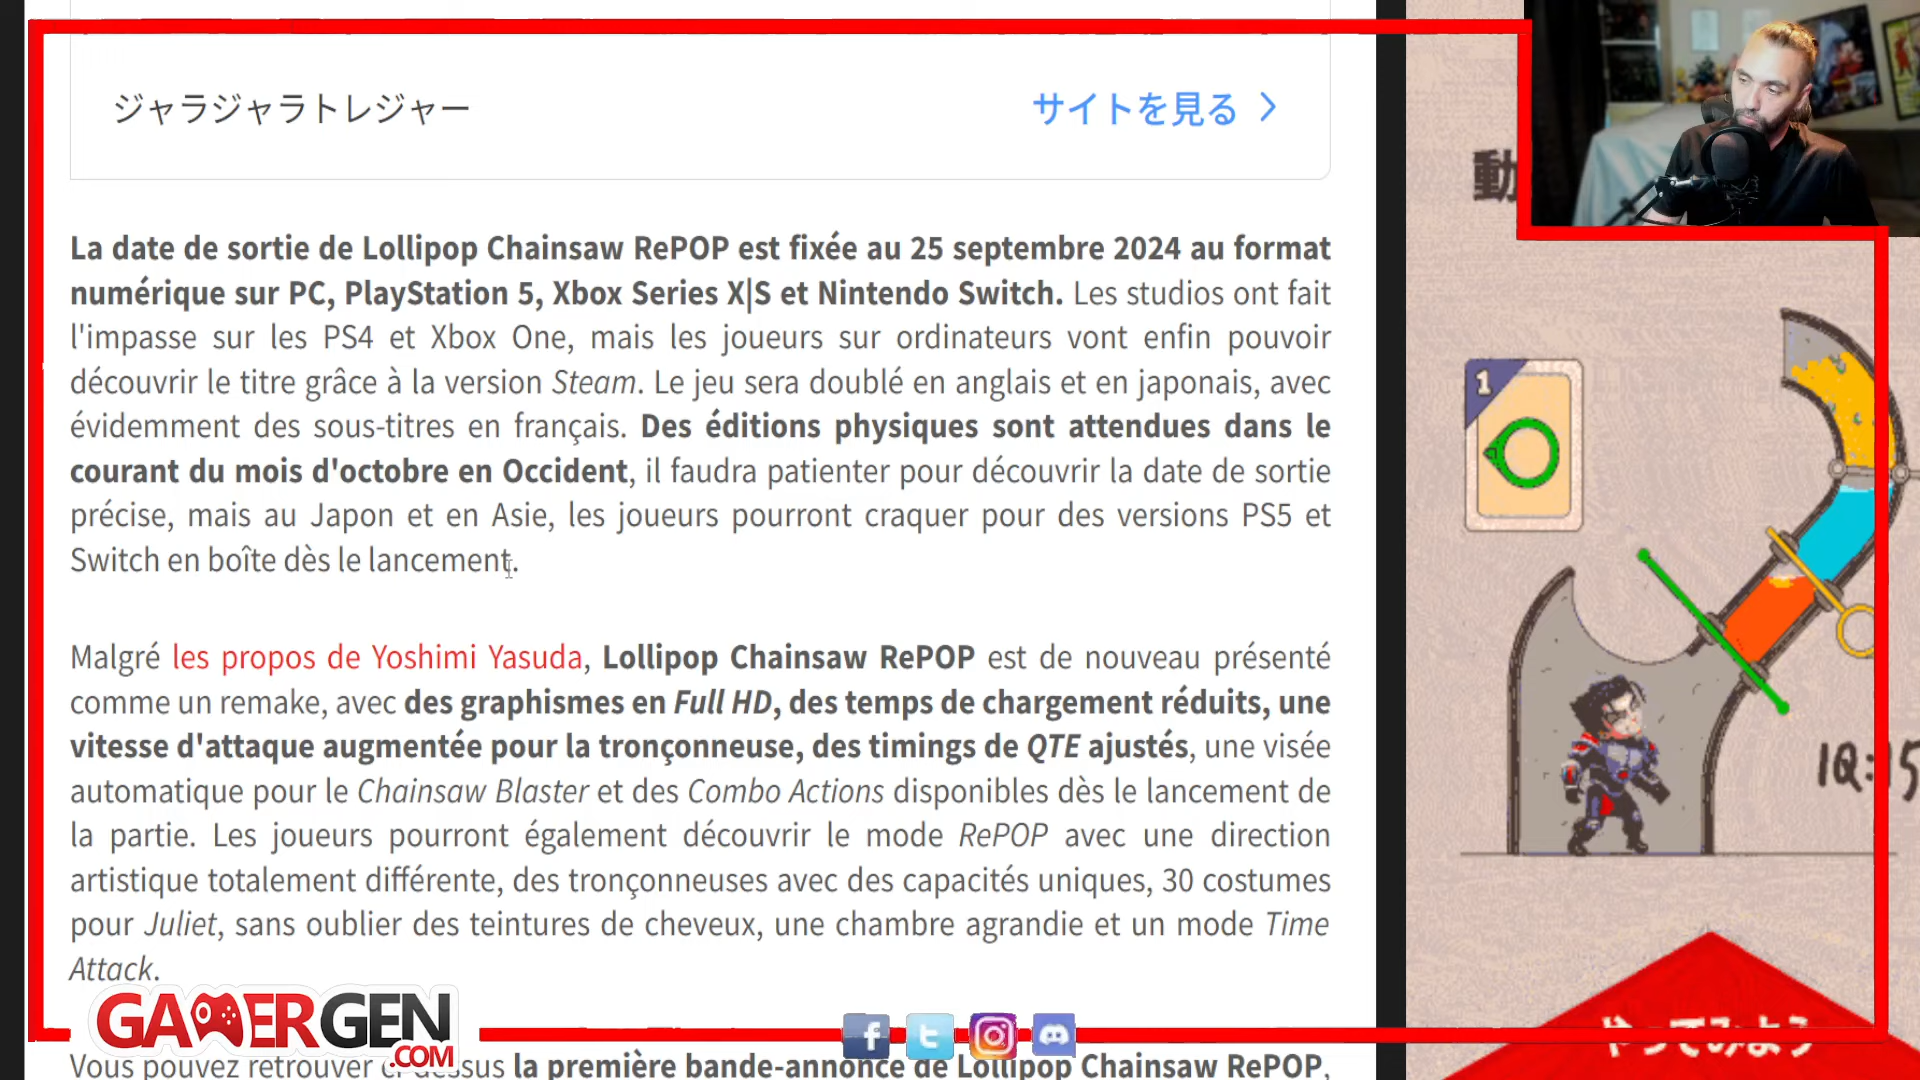 ジャラジャラトレジャー
サイトを見る
La date de sortie de Lollipop Chainsaw RePOP est fixée au 25 septembre 2024 au format
numérique sur PC, PlayStation 5, Xbox Series X|S et Nintendo Switch. Les studios ont fait
l'impasse sur les PS4 et Xbox One, mais les joueurs sur ordinateurs vont enfin pouvoir
découvrir le titre grâce à la version Steam. Le jeu sera doublé en anglais et en japonais, avec
évidemment des sous-titres en français. Des éditions physiques sont attendues dans le
courant du mois d'octobre en Occident, il faudra patienter pour découvrir la date de sortie
précise, mais au Japon et en Asie, les joueurs pourront craquer pour des versions PS5 et
Switch en boîte dès le lancement.
Malgré les propos de Yoshimi Yasuda, Lollipop Chainsaw RePOP est de nouveau présenté
comme un remake, avec des graphismes en Full HD, des temps de chargement réduits, une
vitesse d'attaque augmentée pour la tronçonneuse, des timings de QTE ajustés, une visée
automatique pour le Chainsaw Blaster et des Combo Actions disponibles dès le lancement de
la partie. Les joueurs pourront également découvrir le mode RePOP avec une direction
artistique totalement différente, des tronçonneuses avec des capacités uniques, 30 costumes
pour Juliet, sans oublier des teintures de cheveux, une chambre agrandie et un mode Time
Attack.
Vous pouvez retrouver ci-dessus la première bande-annonce de Lollipop Chainsaw RePOP,
GAMERGEN
.COM
動
1
IQ:15
やってみよう